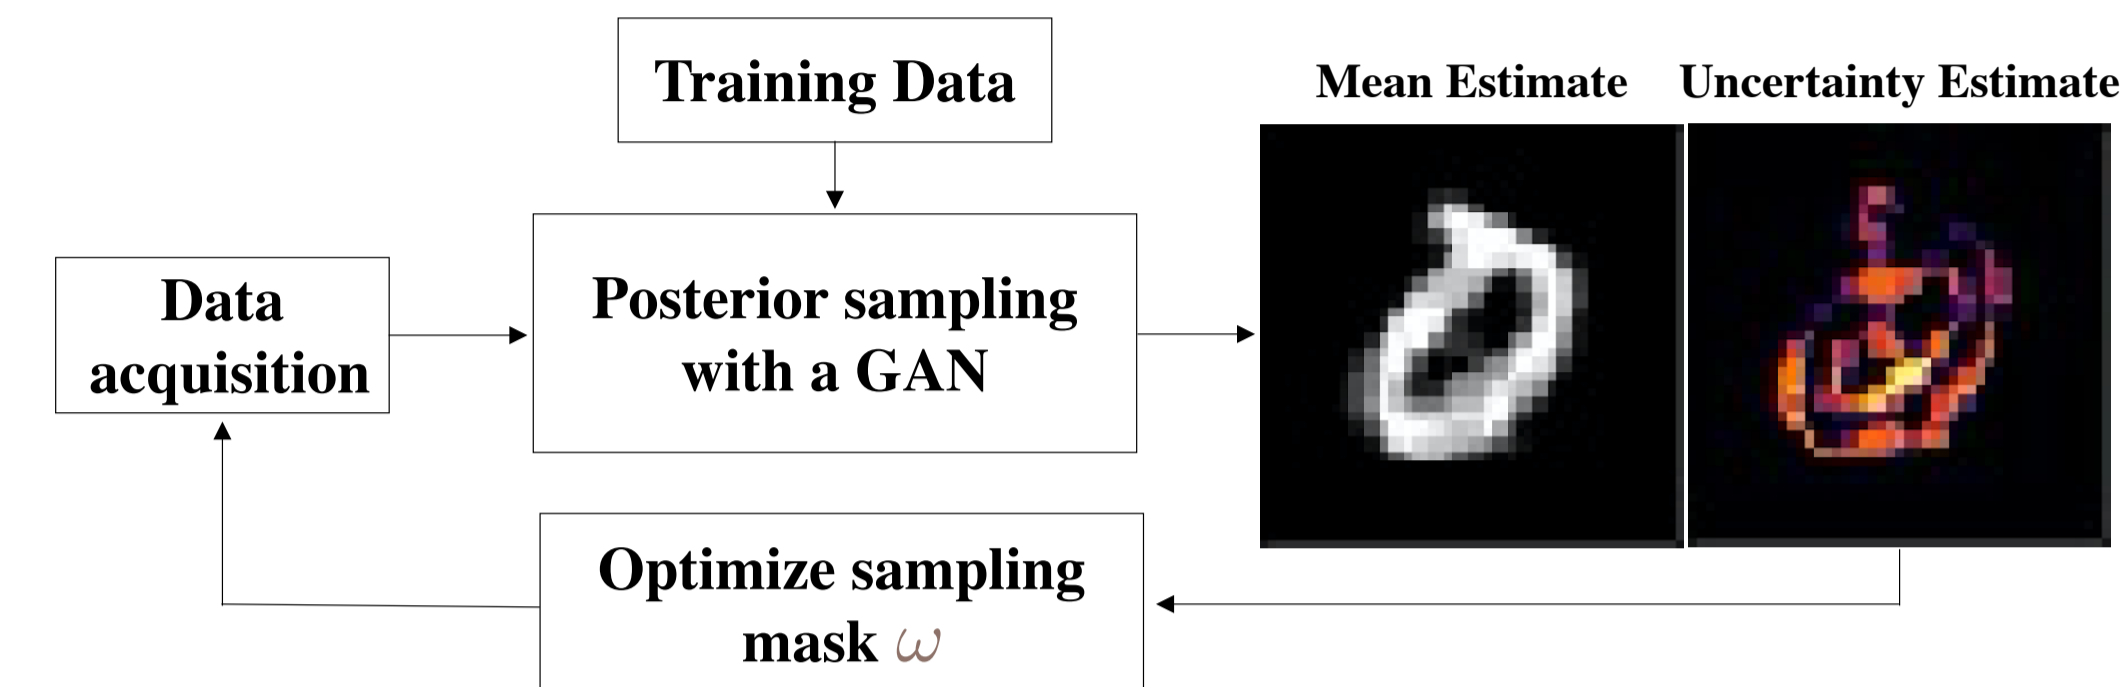 Training Data
Mean Estimate
Uncertainty Estimate
Data
acquisition
Posterior sampling
with a GAN
Optimize sampling
mask ω